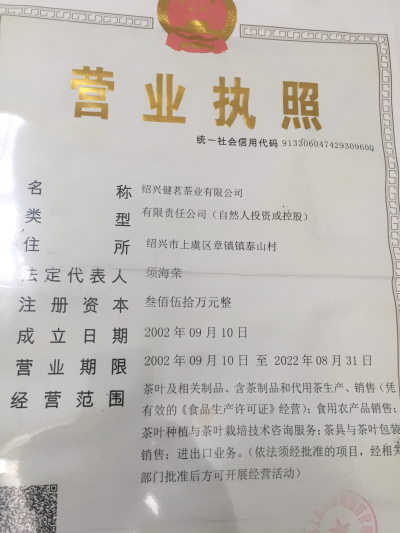 营业执照
统一社会信用代码 91330604742930960Q
名称 绍兴健茗茶业有限公司
类型 有限责任公司（自然人投资或控股）
住所 绍兴市上虞区章镇镇泰山村
法定代表人 须海荣
注册资本 叁佰伍拾万元整
成立日期 2002年09月10日
营业期限 2002年09月10日至2022年08月31日
经营范围 茶叶及相关制品、含茶制品和代用茶生产、销售（凭
有效的《食品生产许可证》经营）；食用农产品销售；
茶叶种植与茶叶栽培技术咨询服务；茶具与茶叶包装
销售；进出口业务。（依法须经批准的项目，经相关
部门批准后方可开展经营活动）